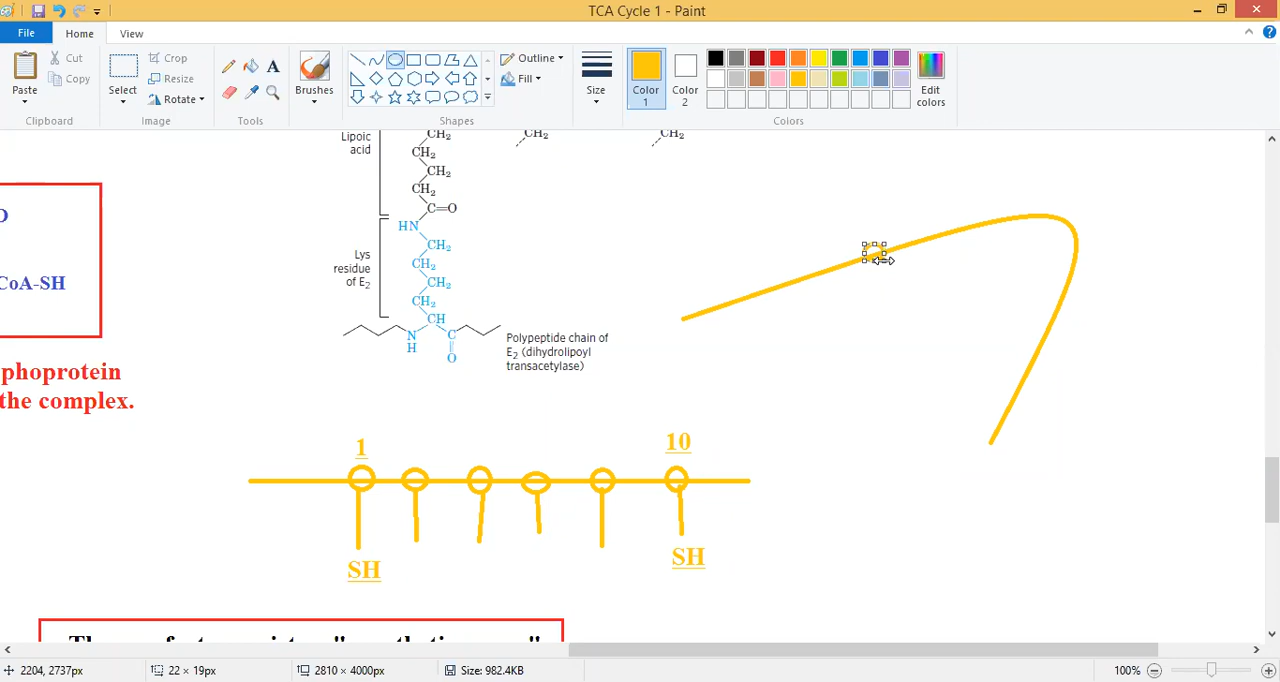 TCA Cycle 1 - Paint
File
Home
View
Paste
Cut
Copy
Clipboard
Select
Crop
Resize
Rotate
Image
A
Tools
Brushes
Shapes
Outline
Fill
Size
Color 1
Color 2
Colors
Edit colors
Lipoic
acid
CH2
CH2
CH2
CH2
CH2
CH2
C=O
HN
Lys
residue
of E2
CH2
CH2
CH2
CH2
CH
N
H
C
O
Polypeptide chain of
E2 (dihydrolipoyl
transacetylase)
CoA-SH
phoprotein
the complex.
1
10
SH
SH
2204, 2737px
22 × 19px
2810 × 4000px
Size: 982.4KB
100%